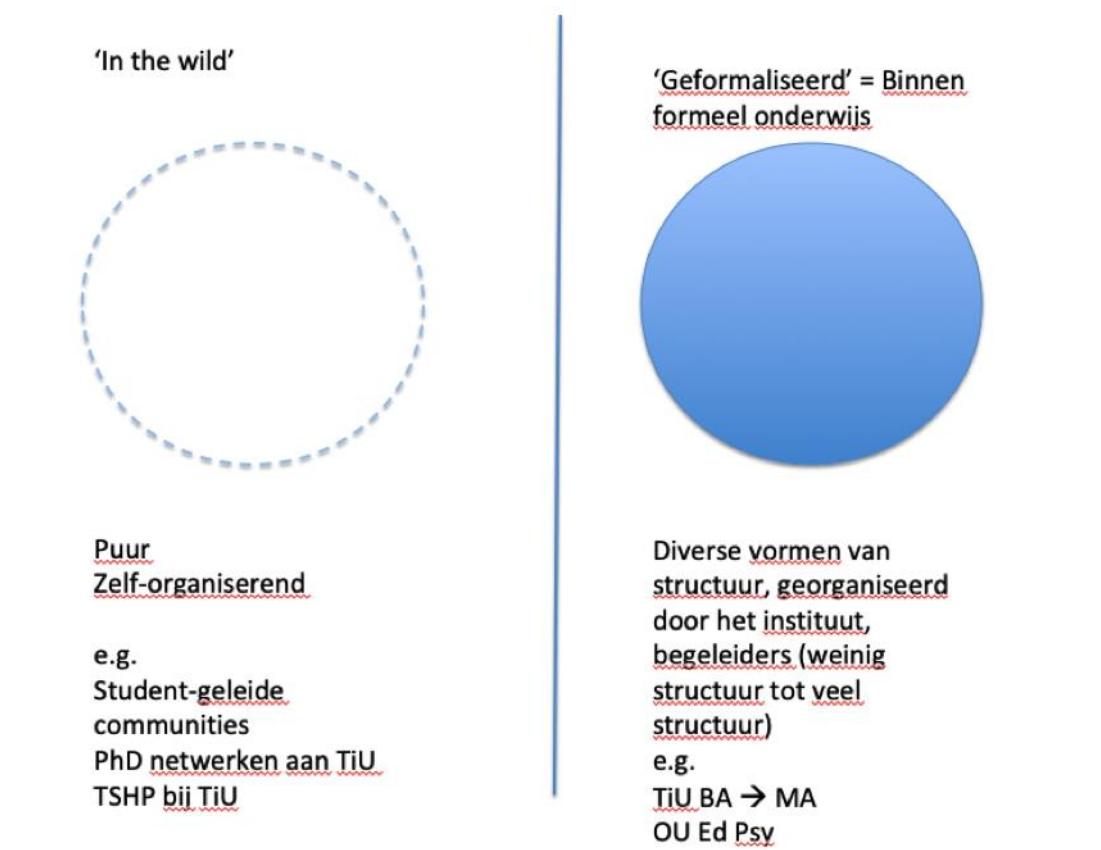 ‘In the wild’
‘Geformaliseerd’ = Binnen
formeel onderwijs
Puur
Zelf-organiserend
e.g.
Student-geleide
communities
PhD netwerken aan TiU
TSHP bij TiU
Diverse vormen van
structuur, georganiseerd
door het instituut,
begeleiders (weinig
structuur tot veel
structuur)
e.g.
TiU BA → MA
OU Ed Psy